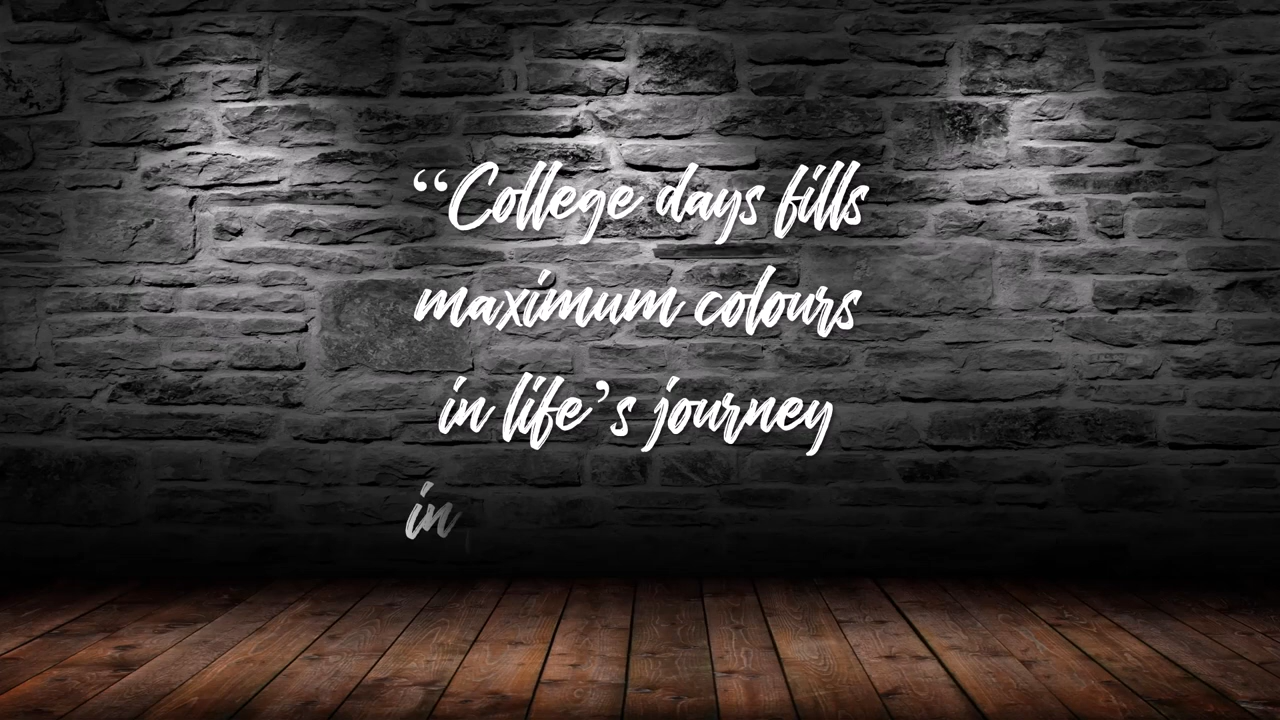 “College days fills
maximum colours
in life’s journey
in